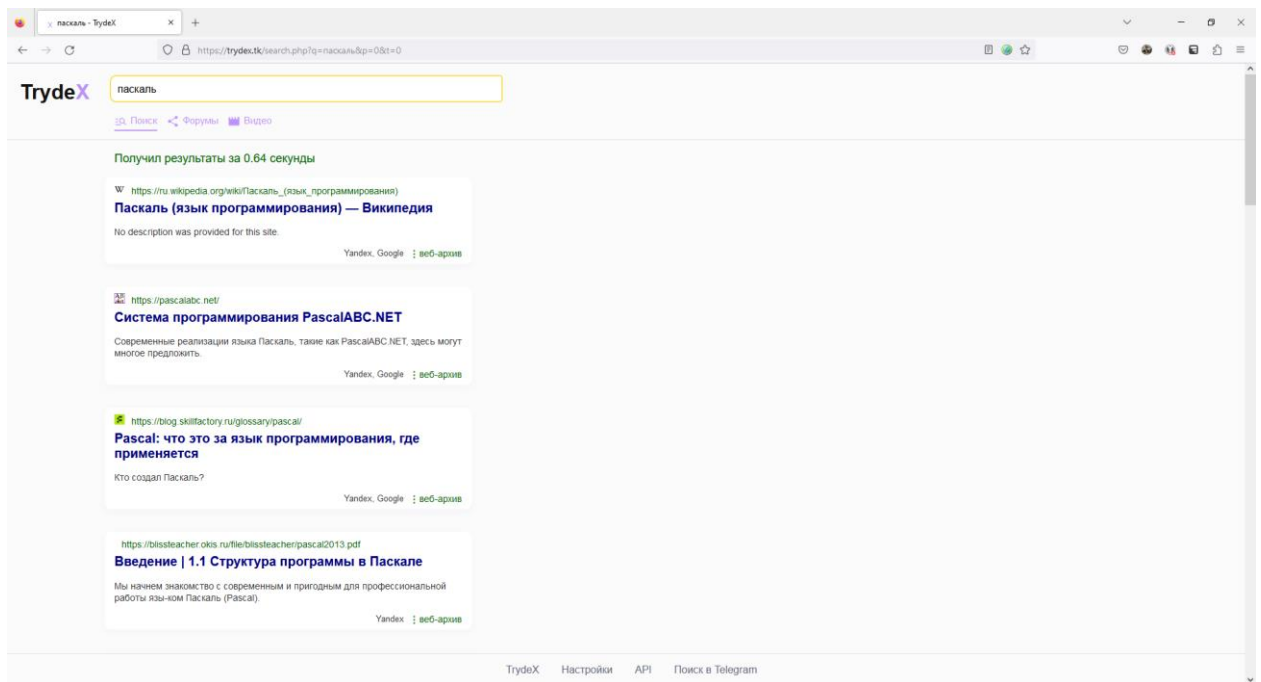 паскаль - TrydeX
https://trydex.tk/search.php?q=паскаль&p=0&t=0
TrydeX
паскаль
Поиск Форумы Видео
Получил результаты за 0.64 секунды
W https://ru.wikipedia.org/wiki/Паскаль_(язык_программирования)
Паскаль (язык программирования) — Википедия
No description was provided for this site.
Yandex, Google ⋮ веб-архив
https://pascalabc.net/
Система программирования PascalABC.NET
Современные реализации языка Паскаль, такие как PascalABC.NET, здесь могут
многое предложить.
Yandex, Google ⋮ веб-архив
https://blog.skillfactory.ru/glossary/pascal/
Pascal: что это за язык программирования, где
применяется
Кто создал Паскаль?
Yandex, Google ⋮ веб-архив
https://blissteacher.okis.ru/file/blissteacher/pascal2013.pdf
Введение | 1.1 Структура программы в Паскале
Мы начнем знакомство с современным и пригодным для профессиональной
работы язы-ком Паскаль (Pascal).
Yandex ⋮ веб-архив
TrydeX Настройки API Поиск в Telegram